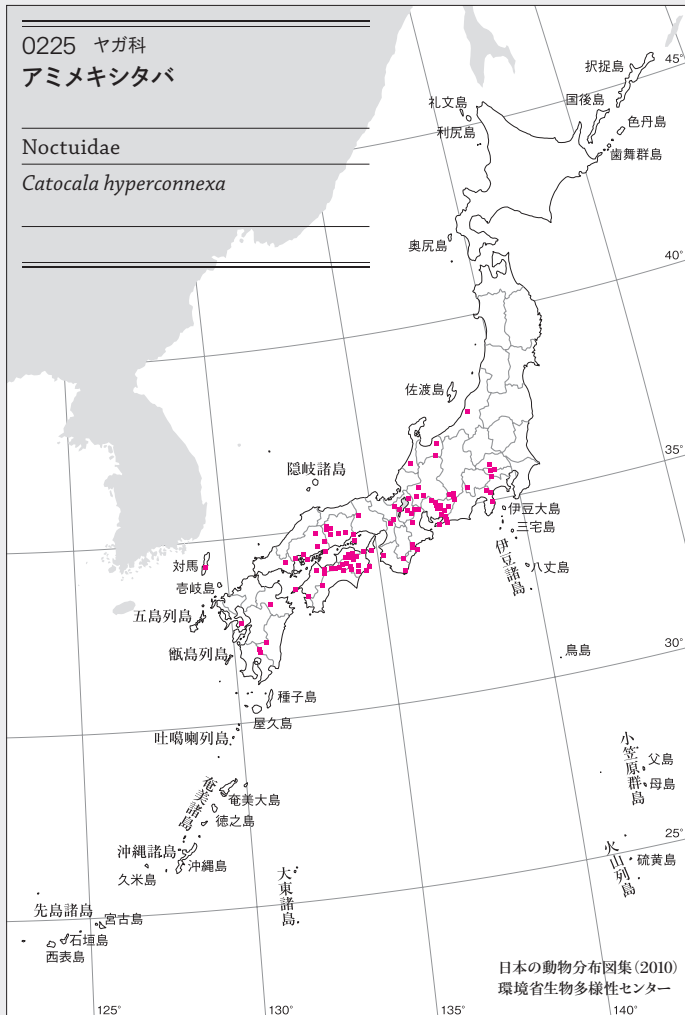 0225 ヤガ科
アミメキシタバ
Noctuidae
Catocala hyperconnexa
45°
択捉島
国後島
礼文島
色丹島
利尻島
歯舞群島
奥尻島
40°
佐渡島
35°
隠岐諸島
伊豆大島
三宅島
伊豆諸島
八丈島
対馬
壱岐島
五島列島
甑島列島
鳥島
30°
種子島
屋久島
吐噶喇列島
小笠原群島
父島
母島
奄美諸島
奄美大島
徳之島
25°
沖縄諸島
沖縄島
久米島
火山列島
硫黄島
大東諸島
先島諸島
宮古島
石垣島
西表島
日本の動物分布図集(2010)
環境省生物多様性センター
125°
130°
135°
140°